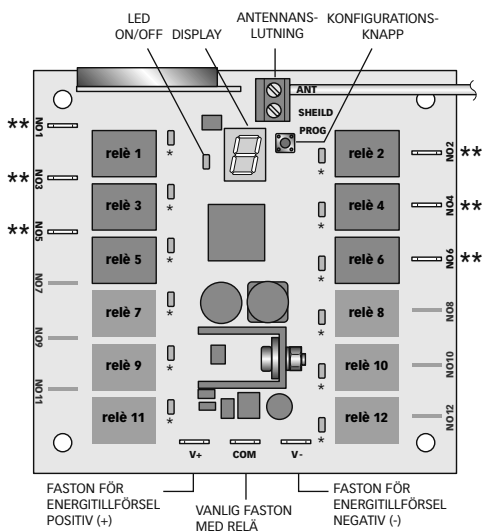 LED
ON/OFF
DISPLAY
ANTENNANS-
LUTNING
KONFIGURATIONS-
KNAPP
ANT
SHEILD
PROG
** NO1
relè 1
*
relè 2
*
NO2 **
** NO3
relè 3
*
relè 4
*
NO4 **
** NO5
relè 5
*
relè 6
*
NO6 **
NO7
relè 7
*
relè 8
*
NO8
NO9
relè 9
*
relè 10
*
NO10
NO11
relè 11
*
relè 12
*
NO12
V+
COM
V-
FASTON FÖR
ENERGITILLFÖRSEL
POSITIV (+)
VANLIG FASTON
MED RELÄ
FASTON FÖR
ENERGITILLFÖRSEL
NEGATIV (-)